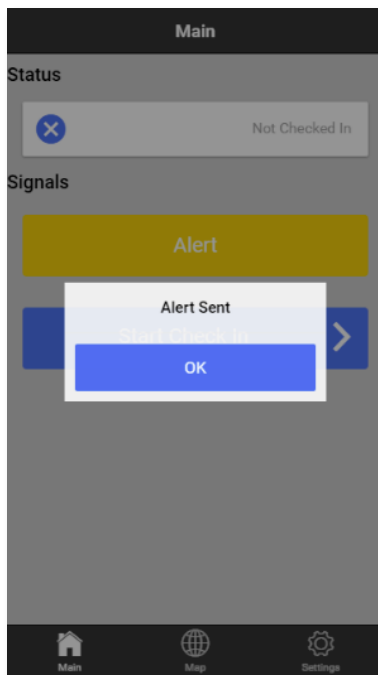 Main
Status
Not Checked In
Signals
Alert
Alert Sent
Start Check In
OK
Main
Map
Settings